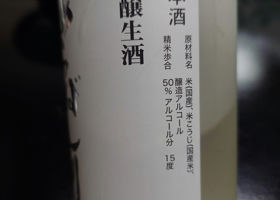 本酒
原材料名 米(国産)、米こうじ(国産米)、
醸造アルコール
精米歩合 50% アルコール分 15度
醸生酒